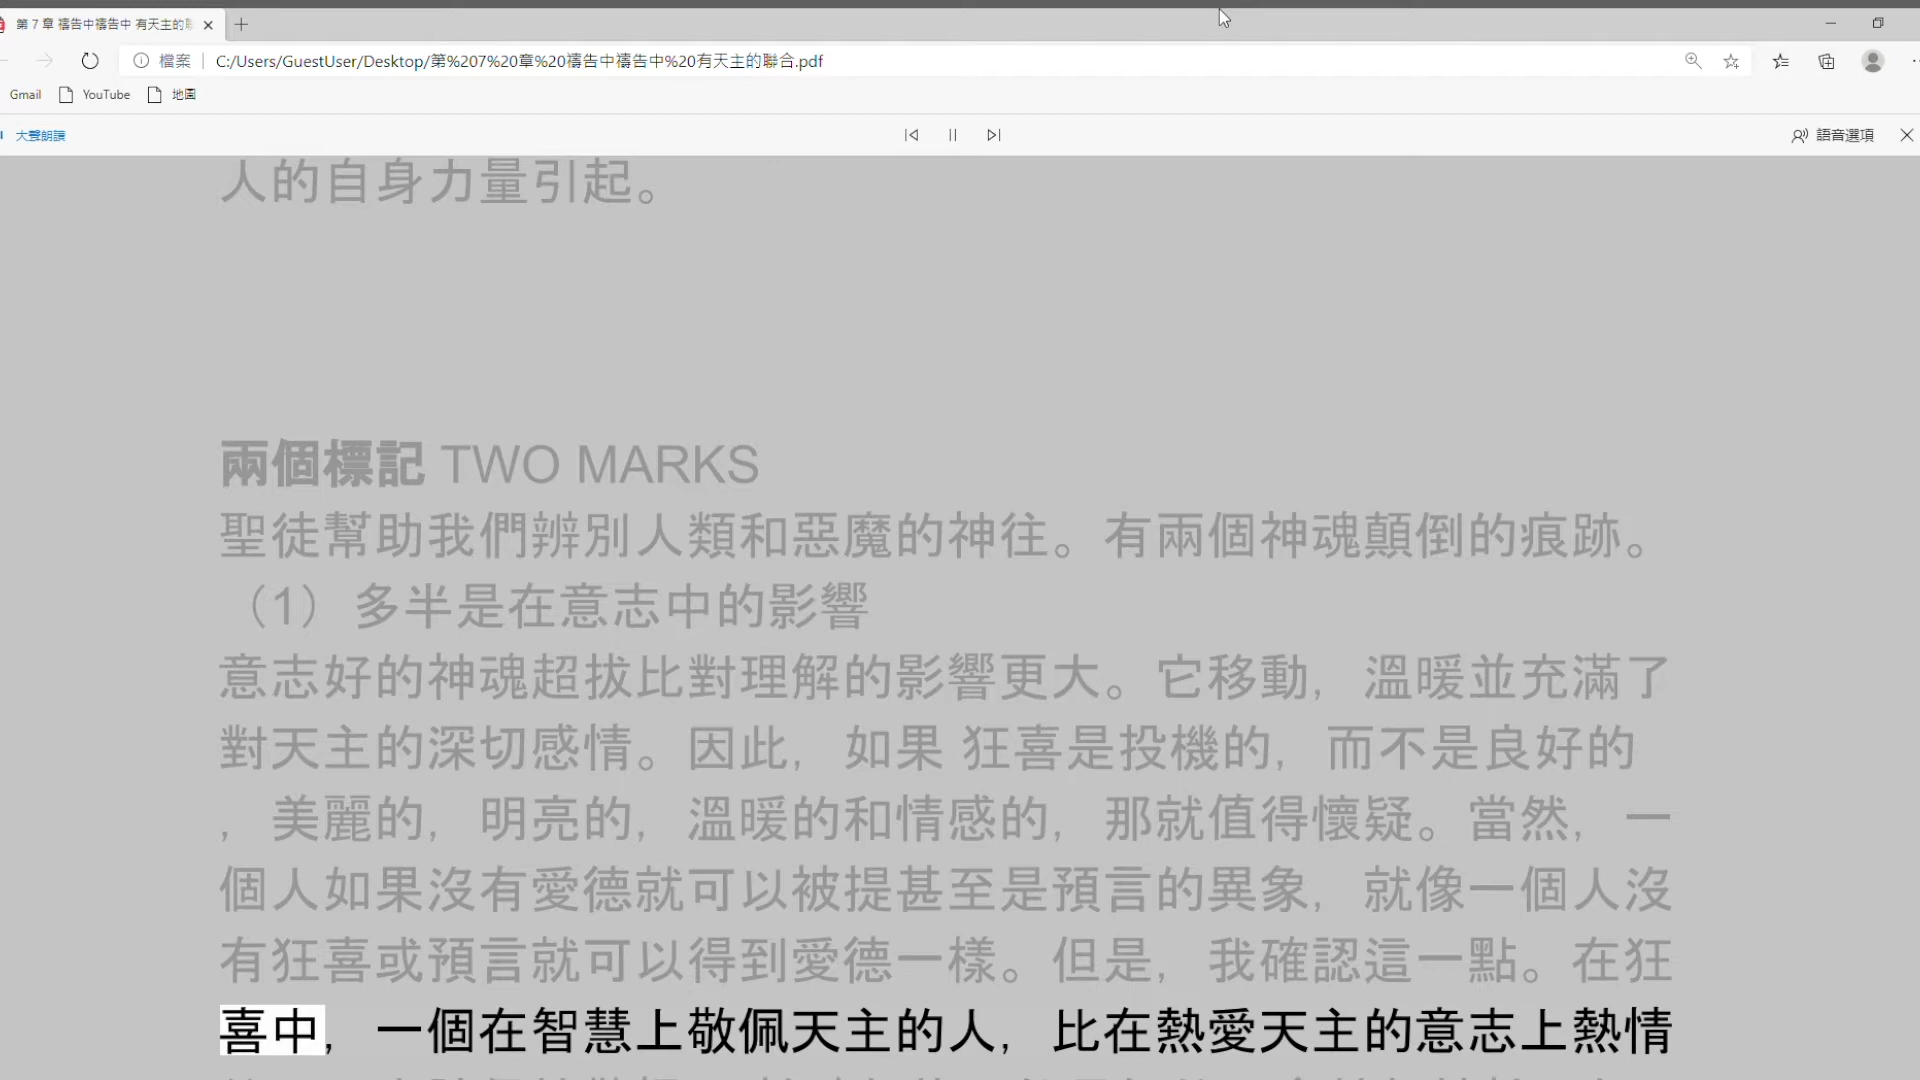 第 7 章 禱告中禱告中 有天主的
檔案
C:/Users/GuestUser/Desktop/第%207%20章%20禱告中禱告中%20有天主的聯合.pdf
Gmail
YouTube
地圖
大聲朗讀
語音選項
人的自身力量引起。
兩個標記 TWO MARKS
聖徒幫助我們辨別人類和惡魔的神往。有兩個神魂顛倒的痕跡。
（1） 多半是在意志中的影響
意志好的神魂超拔比對理解的影響更大。它移動, 溫暖並充滿了
對天主的深切感情。因此, 如果 狂喜是投機的, 而不是良好的
, 美麗的, 明亮的, 溫暖的和情感的, 那就值得懷疑。當然, 一
個人如果沒有愛德就可以被提甚至是預言的異象, 就像一個人沒
有狂喜或預言就可以得到愛德一樣。但是, 我確認這一點。在狂
喜中, 一個在智慧上敬佩天主的人, 比在熱愛天主的意志上熱情